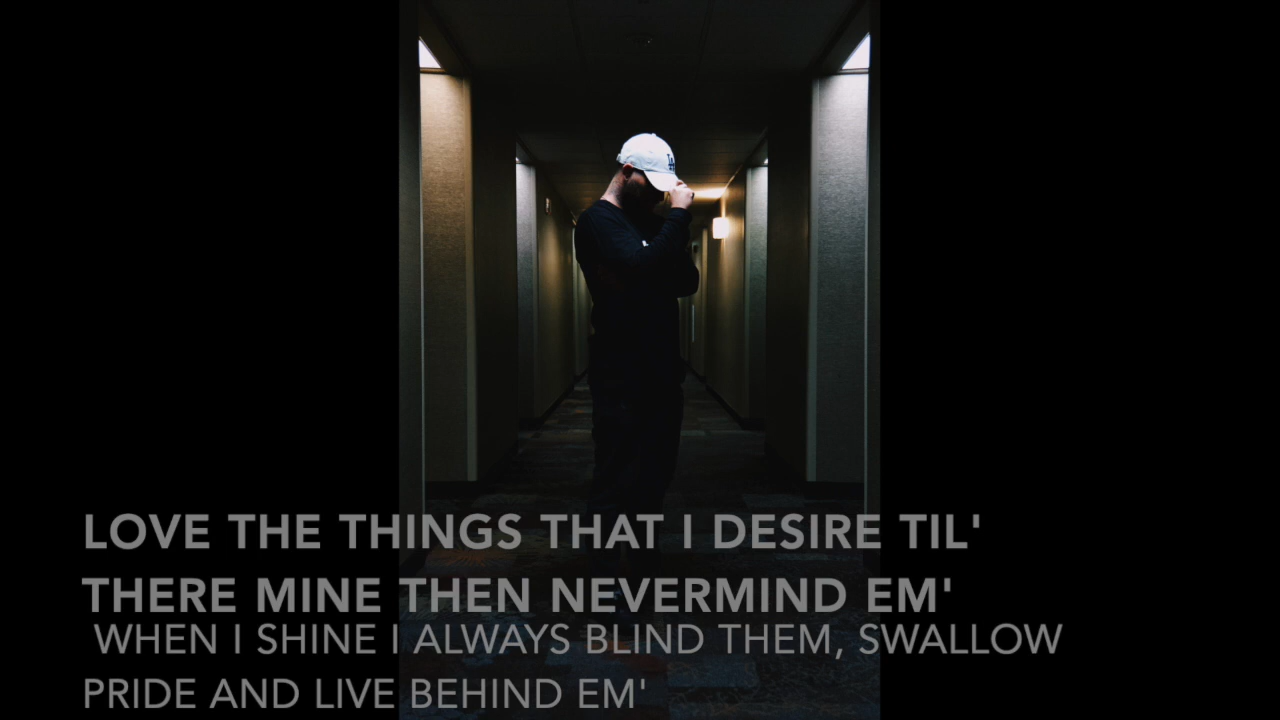 LA
LOVE THE THINGS THAT I DESIRE TIL'
THERE MINE THEN NEVERMIND EM'
WHEN I SHINE I ALWAYS BLIND THEM, SWALLOW
PRIDE AND LIVE BEHIND EM'